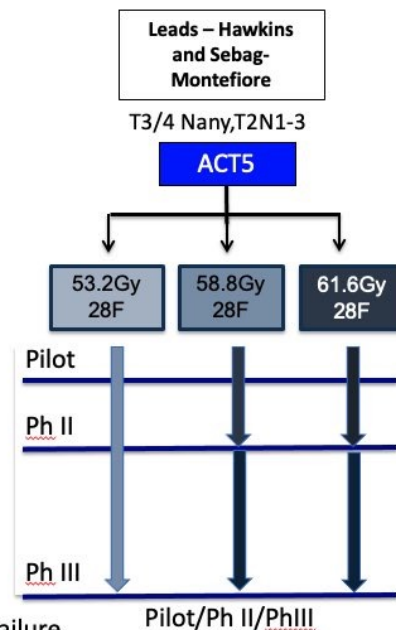 Leads – Hawkins
and Sebag-
Montefiore
T3/4 Nany,T2N1-3
ACT5
53.2Gy
28F
58.8Gy
28F
61.6Gy
28F
Pilot
Ph II
Ph III
Pilot/Ph II/PhIII